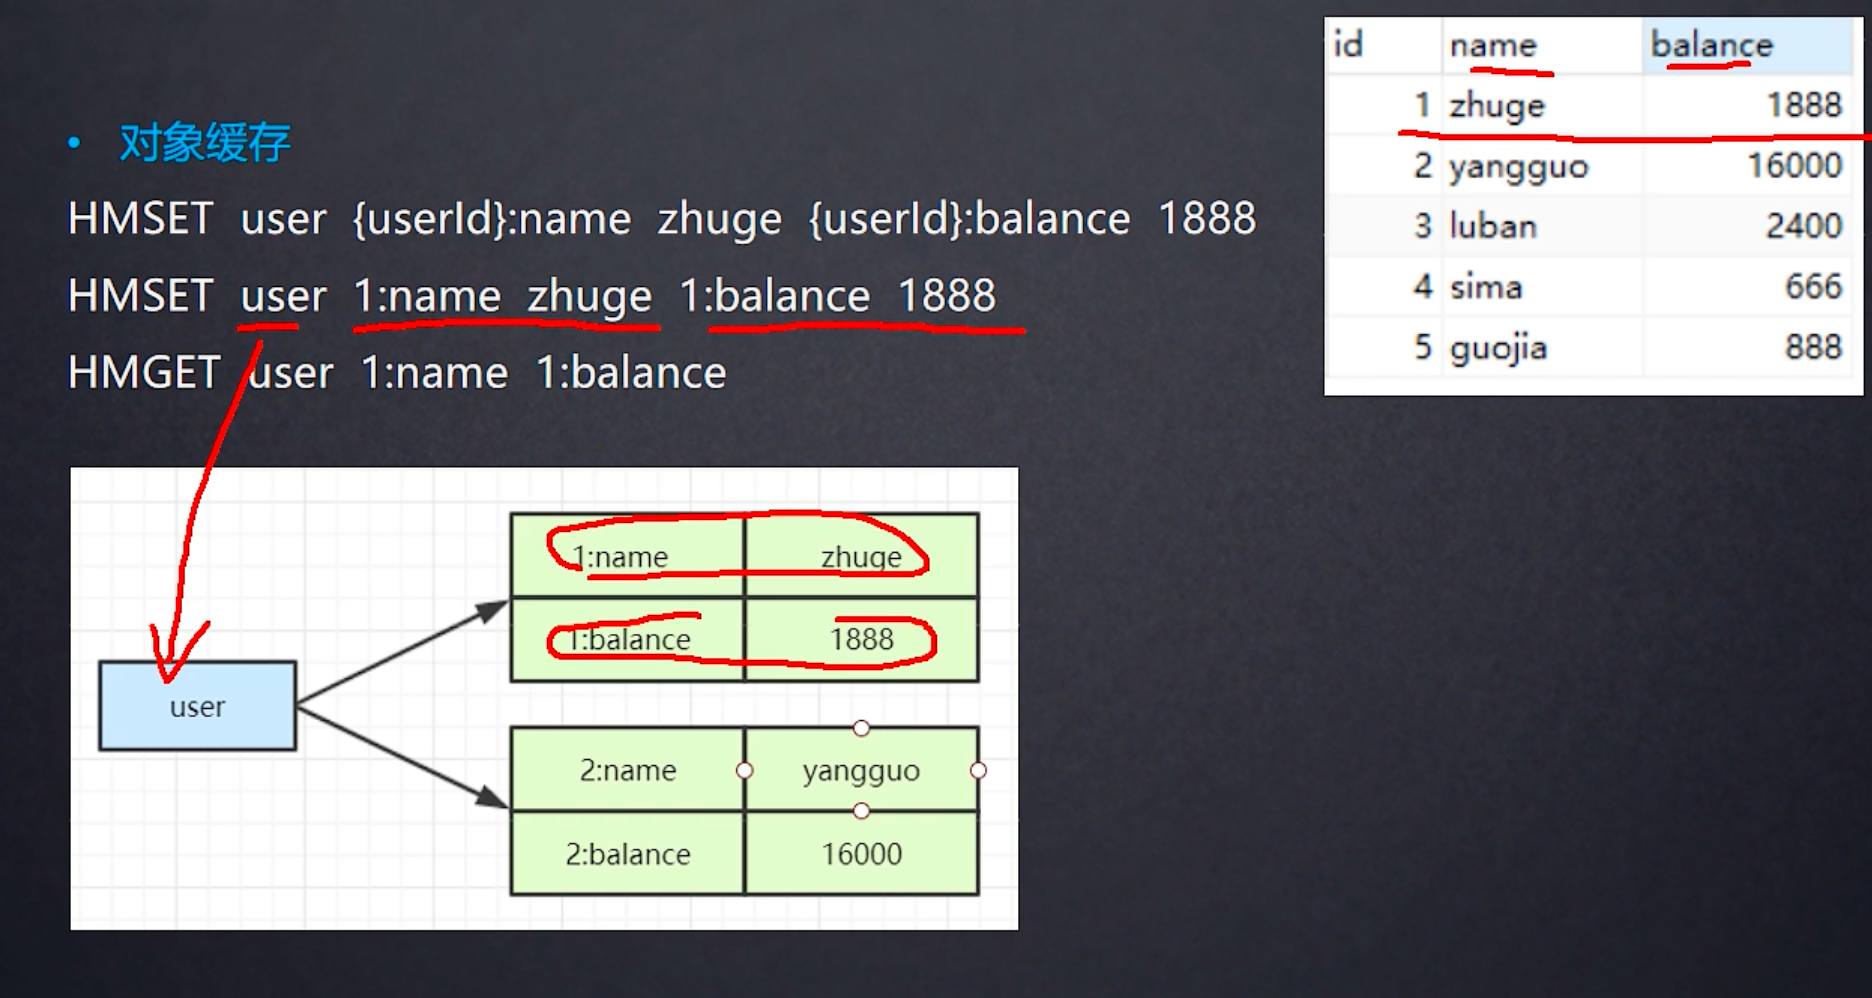 • 对象缓存
HMSET user {userId}:name zhuge {userId}:balance 1888
HMSET user 1:name zhuge 1:balance 1888
HMGET user 1:name 1:balance
id name balance
1 zhuge 1888
2 yangguo 16000
3 luban 2400
4 sima 666
5 guojia 888
user
1:name zhuge
1:balance 1888
2:name yangguo
2:balance 16000